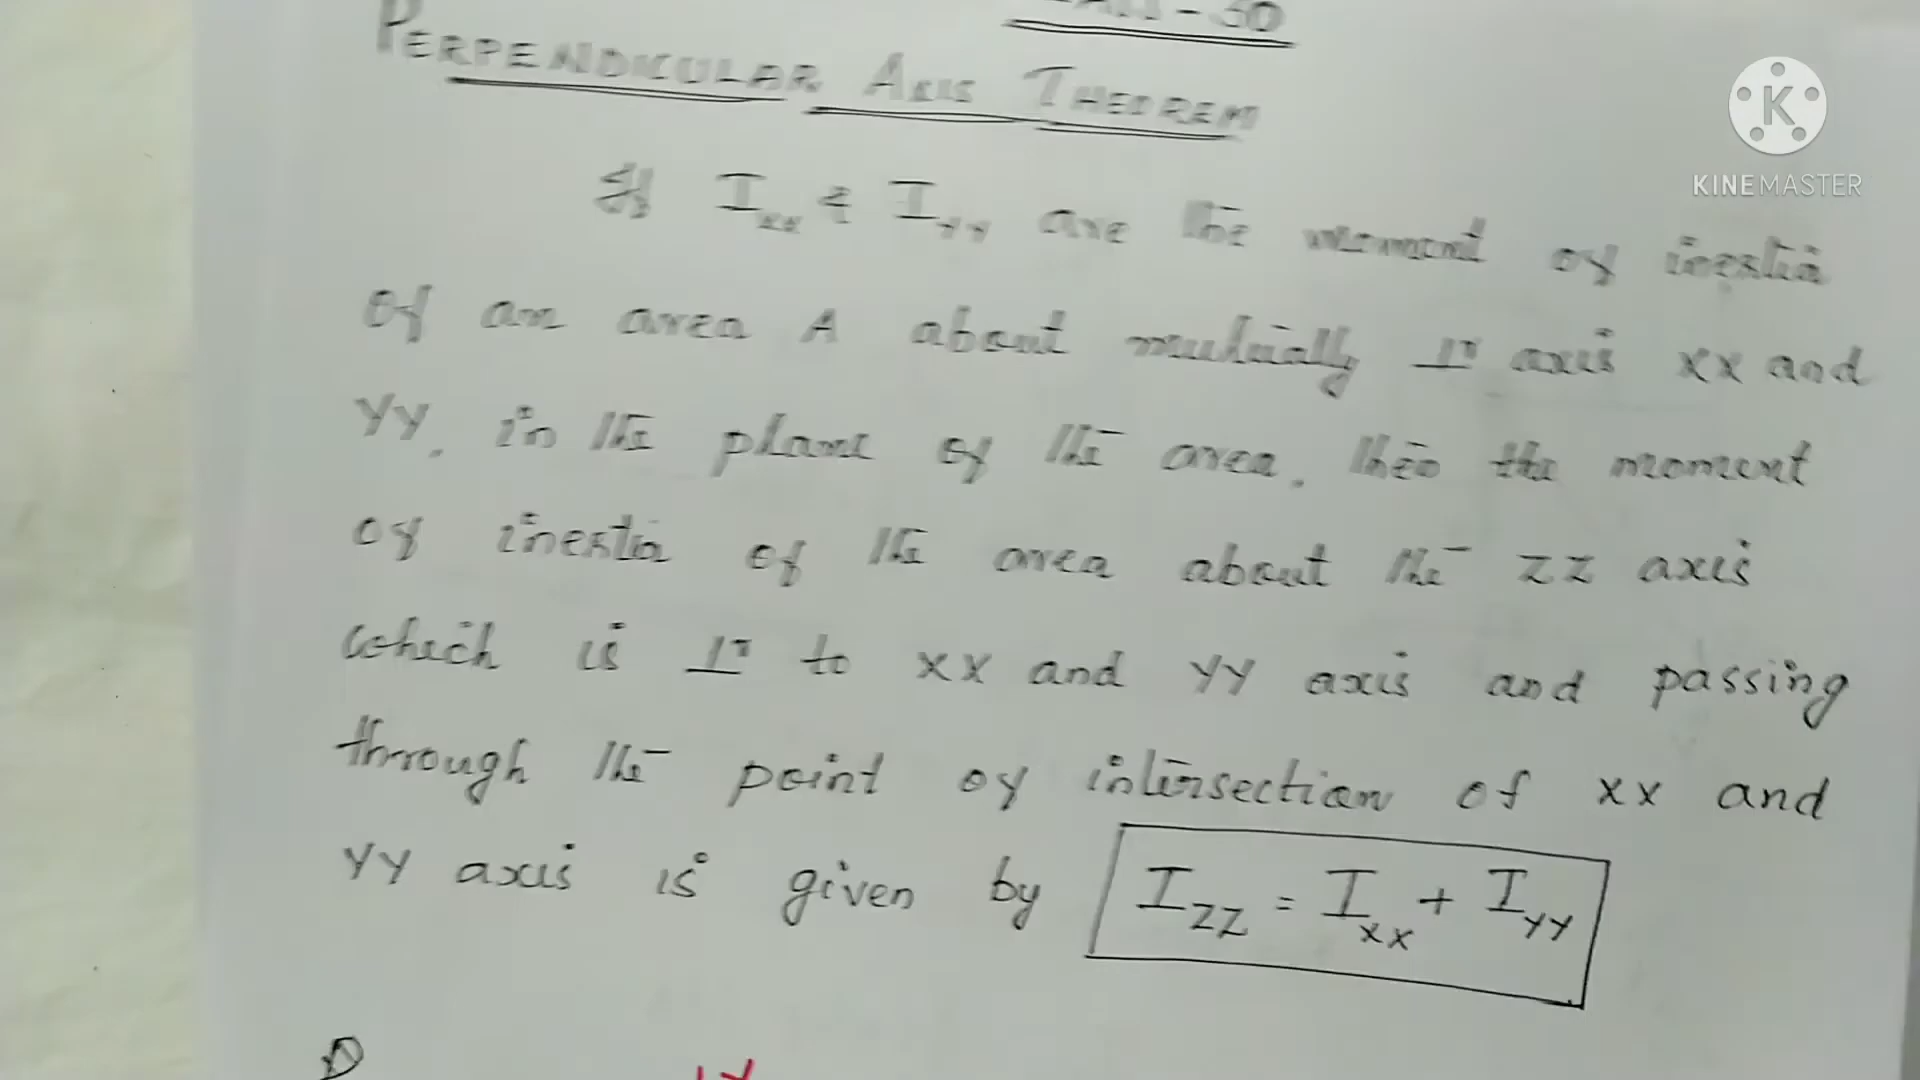 - 30
PERPENDICULAR AXIS THEOREM
If Ixx & Iyy are the moment of inertia
of an area A about mutually ⊥r axis xx and
YY, in the plane of the area, then the moment
of inertia of the area about the ZZ axis
which is ⊥r to xx and YY axis and passing
through the point of intersection of xx and
YY axis is given by IZZ = Ixx + IYY
K
KINEMASTER